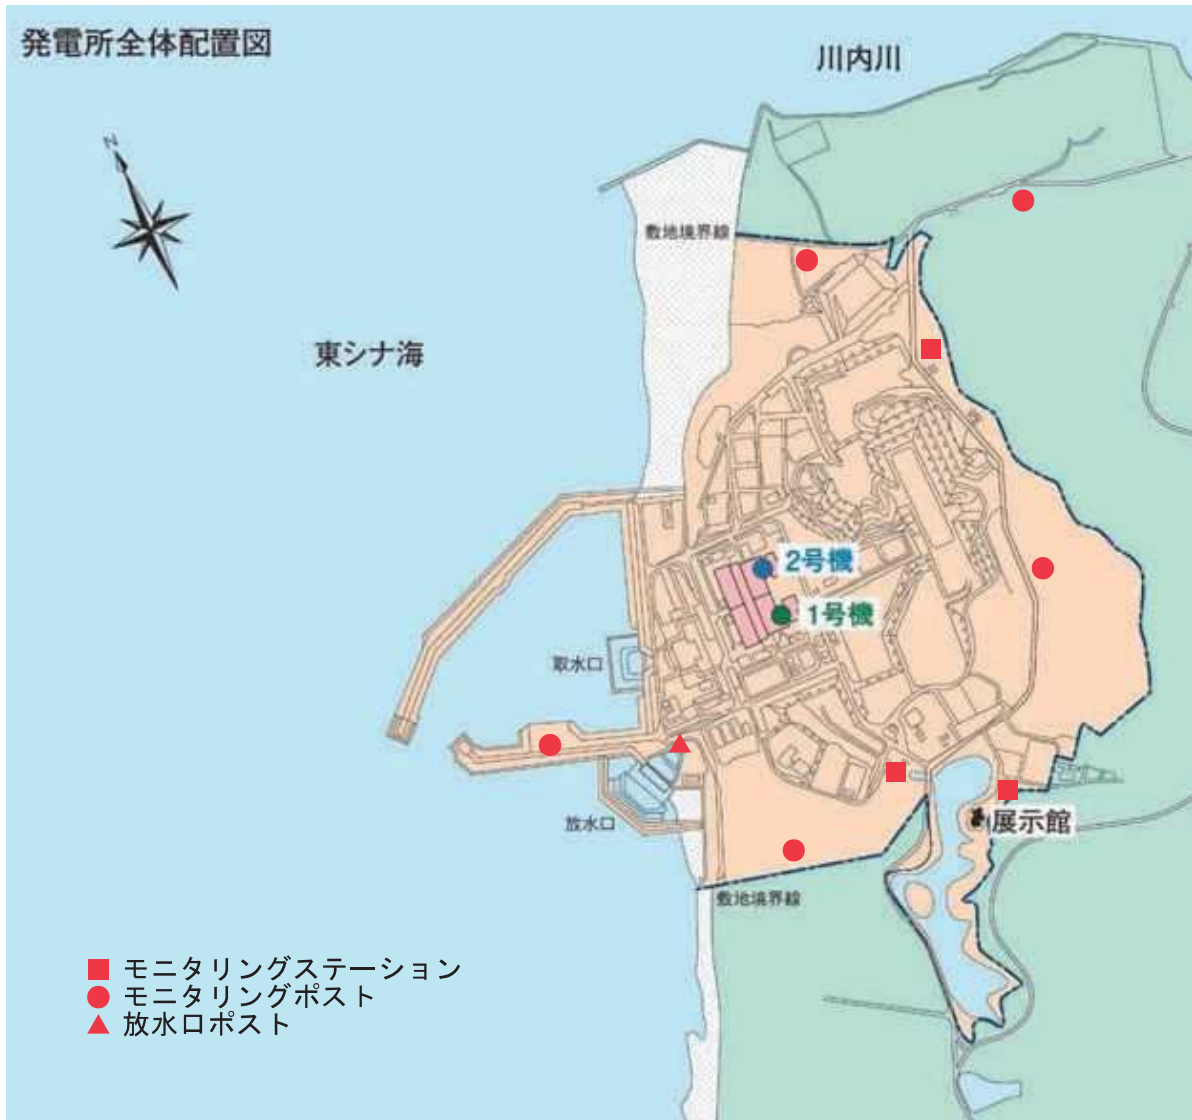 発電所全体配置図
川内川
N
敷地境界線
東シナ海
2号機
1号機
取水口
放水口
展示館
敷地境界線
モニタリングステーション
モニタリングポスト
放水口ポスト